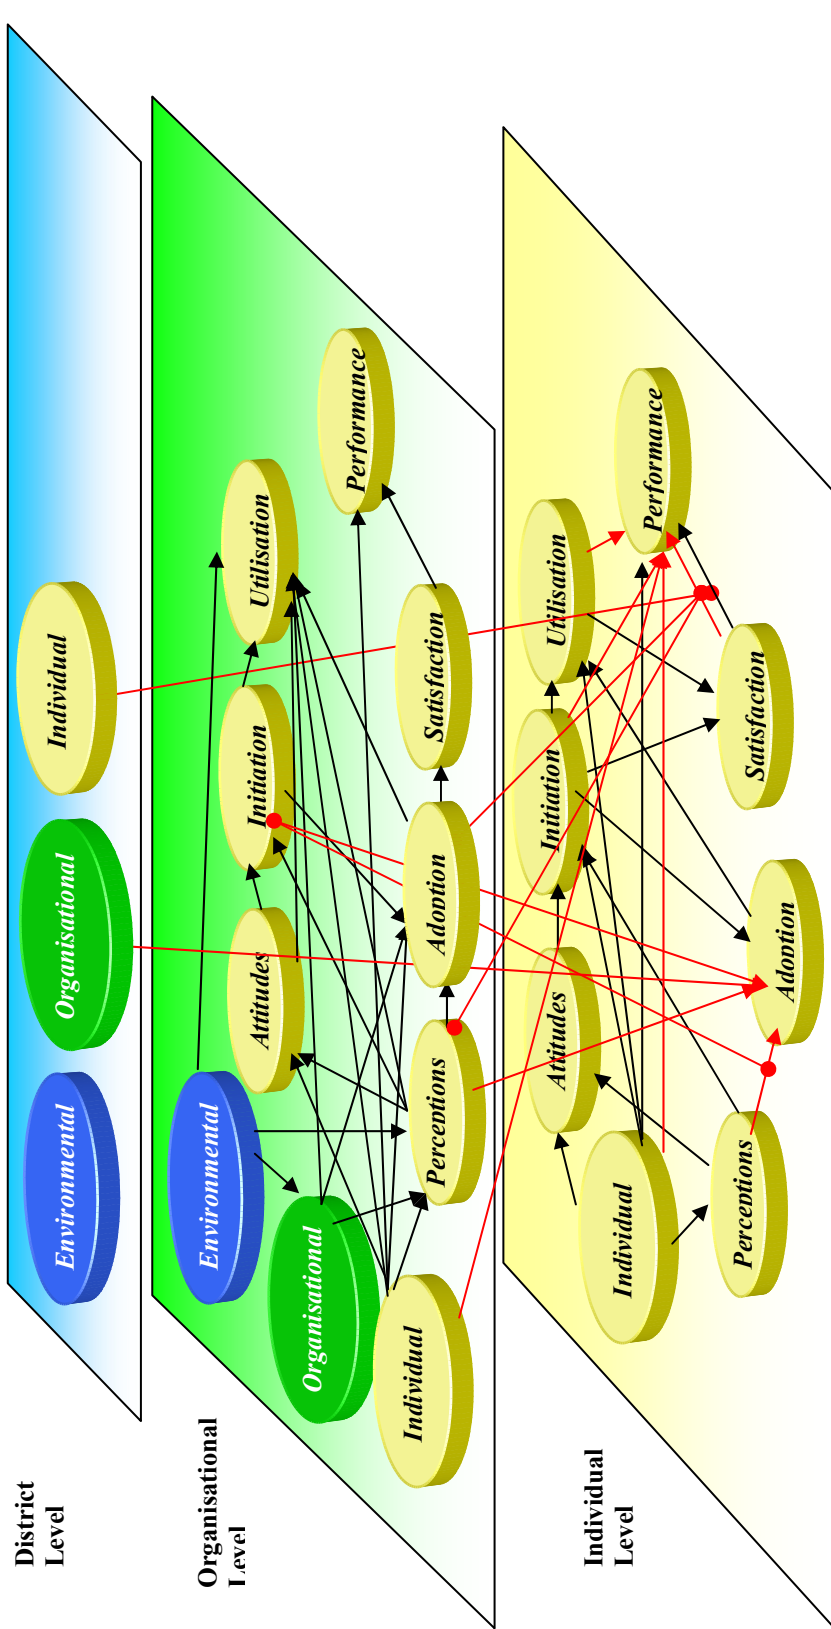 District
Level
Environmental
Organisational
Individual
Organisational
Level
Environmental
Organisational
Individual
Attitudes
Perceptions
Initiation
Adoption
Utilisation
Satisfaction
Performance
Individual
Level
Individual
Perceptions
Attitudes
Adoption
Initiation
Satisfaction
Utilisation
Performance